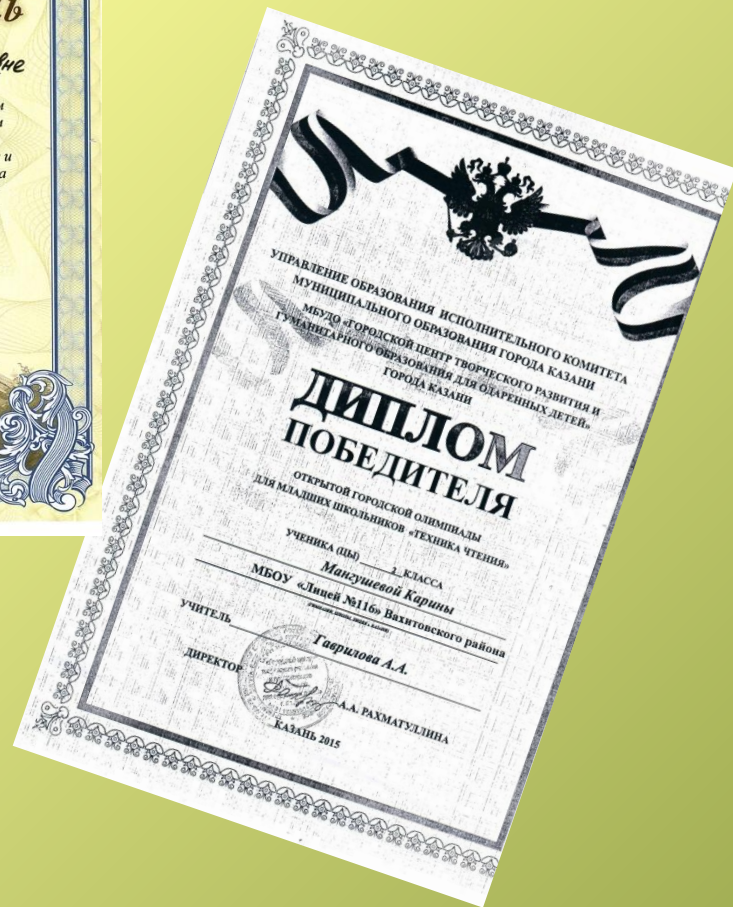 ь
вне
и
а
УПРАВЛЕНИЕ ОБРАЗОВАНИЯ ИСПОЛНИТЕЛЬНОГО КОМИТЕТА
МУНИЦИПАЛЬНОГО ОБРАЗОВАНИЯ ГОРОДА КАЗАНИ
МБУДО «ГОРОДСКОЙ ЦЕНТР ТВОРЧЕСКОГО РАЗВИТИЯ И
ГУМАНИТАРНОГО ОБРАЗОВАНИЯ ДЛЯ ОДАРЕННЫХ ДЕТЕЙ»
ГОРОДА КАЗАНИ
ДИПЛОМ
ПОБЕДИТЕЛЯ
ОТКРЫТОЙ ГОРОДСКОЙ ОЛИМПИАДЫ
ДЛЯ МЛАДШИХ ШКОЛЬНИКОВ «ТЕХНИКА ЧТЕНИЯ»
УЧЕНИКА (ЦЫ) КЛАССА
Мангушевой Карины
МБОУ «Лицей №116» Вахитовского района
УЧИТЕЛЬ Гаврилова А.А.
ДИРЕКТОР А.А. РАХМАТУЛЛИНА
КАЗАНЬ 2015